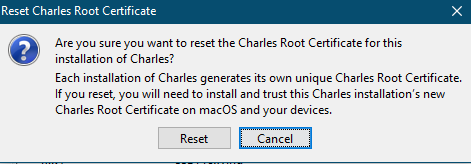 Reset Charles Root Certificate
Are you sure you want to reset the Charles Root Certificate for this
installation of Charles?
Each installation of Charles generates its own unique Charles Root Certificate.
If you reset, you will need to install and trust this Charles installation's new
Charles Root Certificate on macOS and your devices.
Reset
Cancel